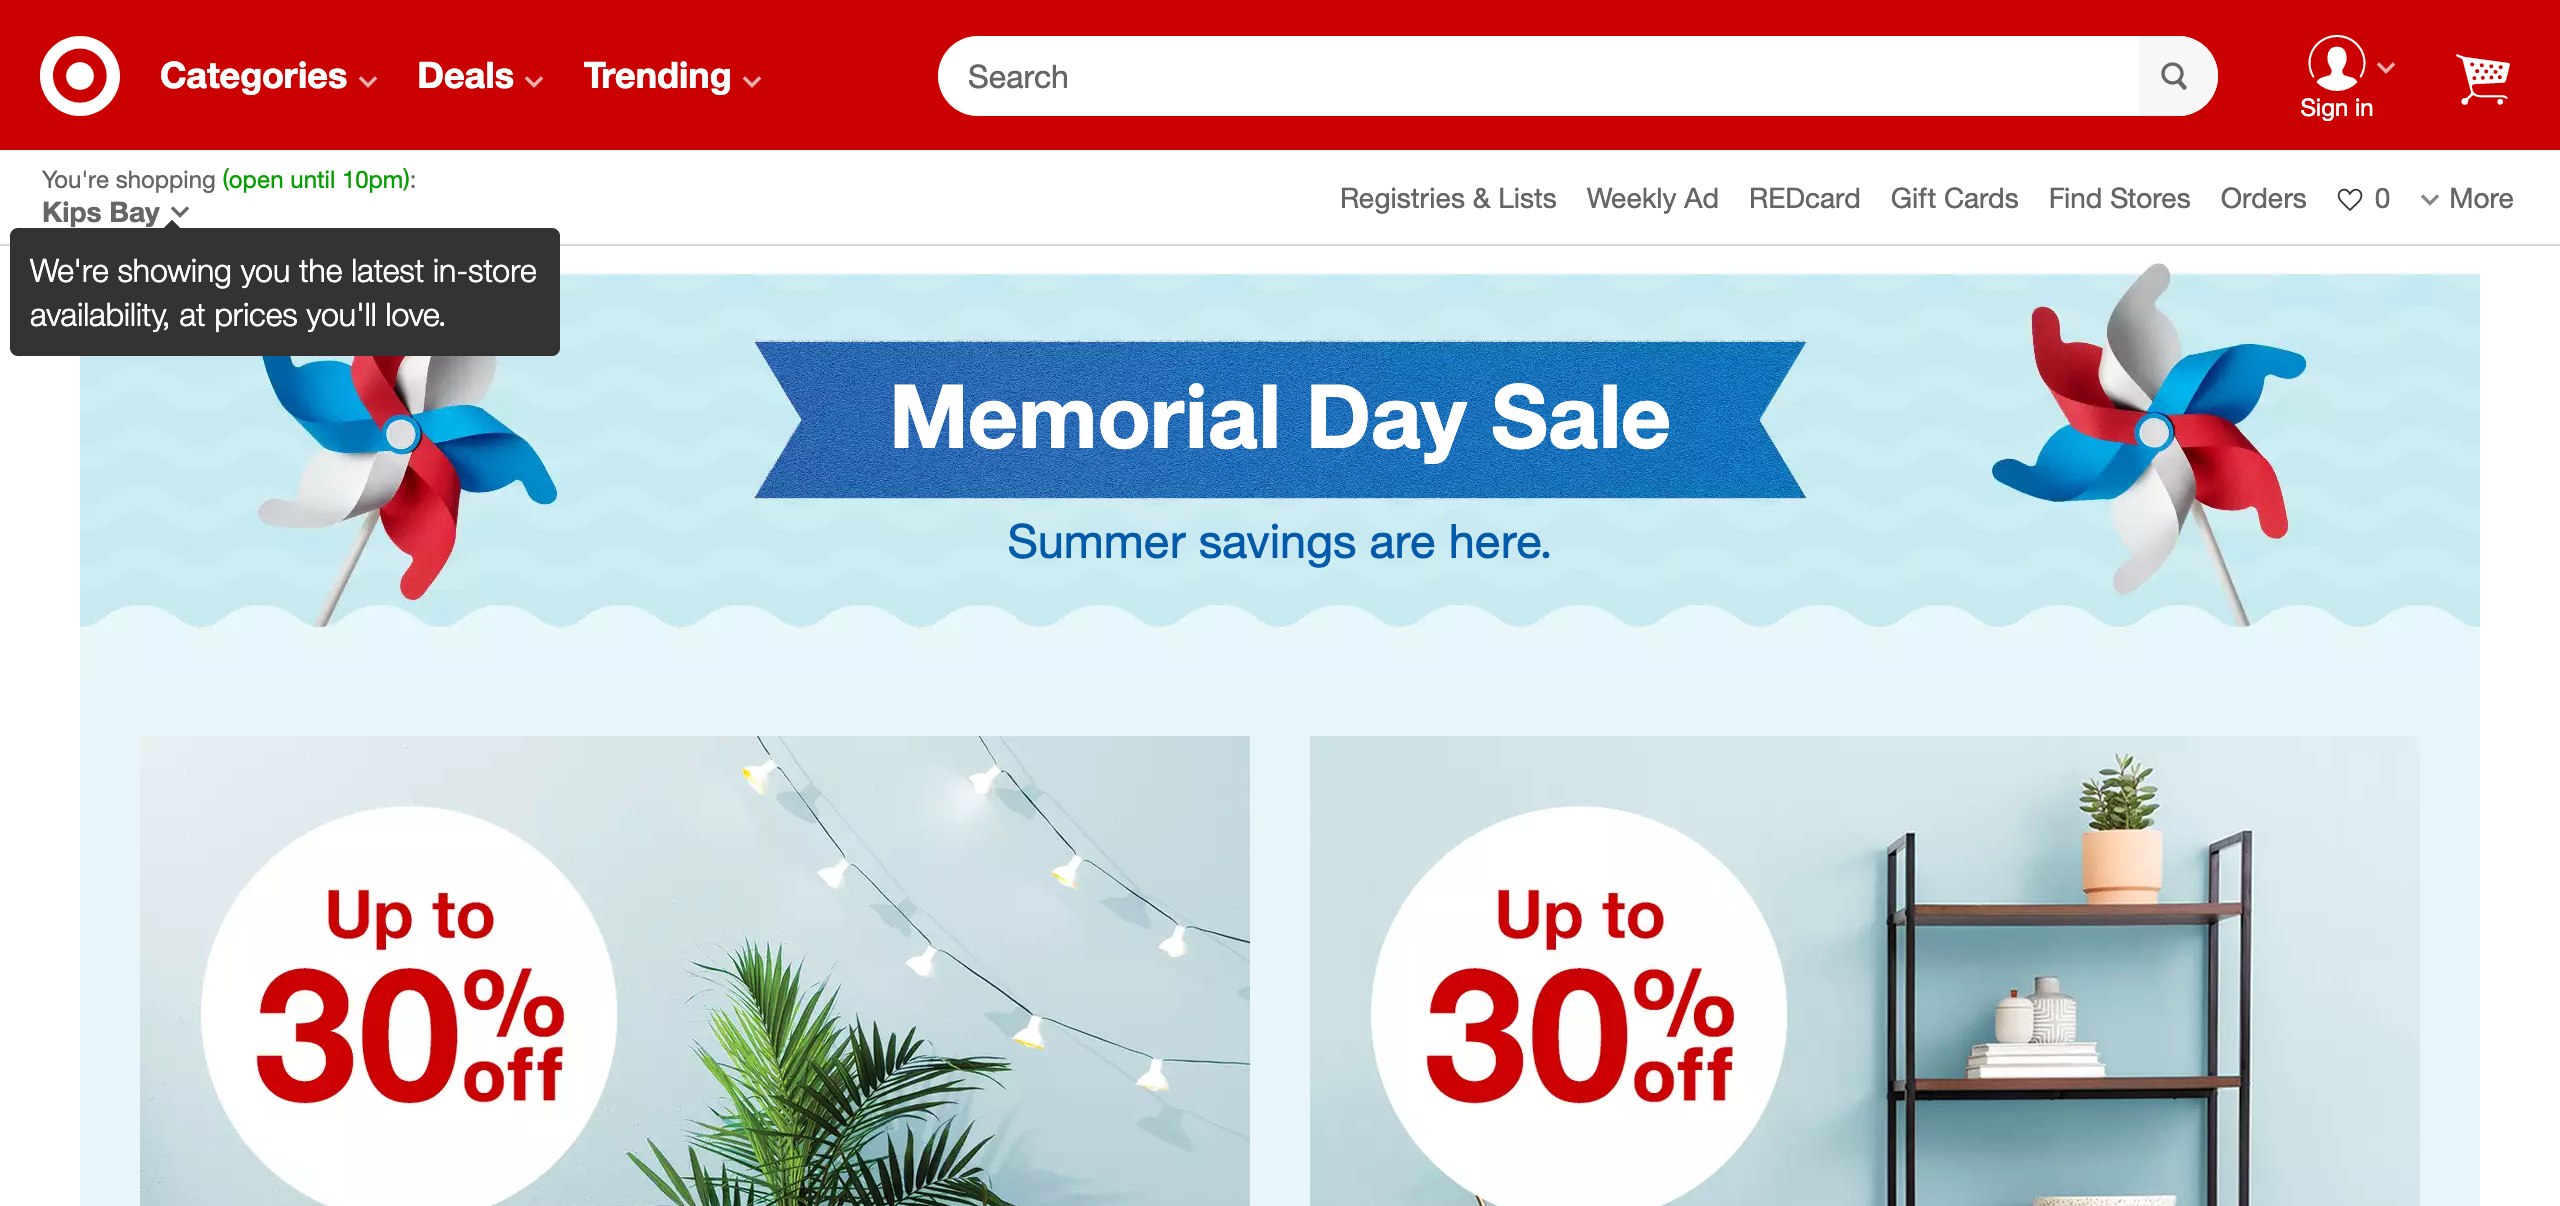 Categories Deals Trending
Search
Sign in
You're shopping (open until 10pm):
Kips Bay
Registries & Lists Weekly Ad REDcard Gift Cards Find Stores Orders 0 More
We're showing you the latest in-store
availability, at prices you'll love.
Memorial Day Sale
Summer savings are here.
Up to
30% off
Up to
30% off